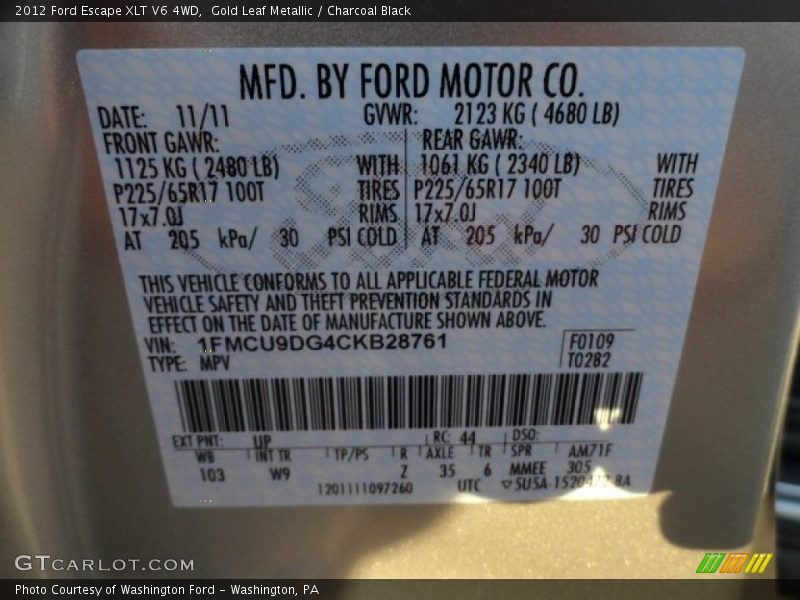 2012 Ford Escape XLT V6 4WD,  Gold Leaf Metallic / Charcoal Black
MFD. BY FORD MOTOR CO.
DATE: 11/11 GVWR: 2123 KG ( 4680 LB)
FRONT GAWR: REAR GAWR:
1125 KG ( 2480 LB) WITH 1061 KG ( 2340 LB) WITH
P225/65R17 100T TIRES P225/65R17 100T TIRES
17x7.0J RIMS 17x7.0J RIMS
AT 205 kPa/ 30 PSI COLD AT 205 kPa/ 30 PSI COLD
THIS VEHICLE CONFORMS TO ALL APPLICABLE FEDERAL MOTOR
VEHICLE SAFETY AND THEFT PREVENTION STANDARDS IN
EFFECT ON THE DATE OF MANUFACTURE SHOWN ABOVE.
VIN: 1FMCU9DG4CKB28761 F0109
TYPE: MPV T0282
EXT PNT: UP RC: 44 DSO:
WB INT TR TP/PS R AXLE TR SPR AM71F
103 W9 Z 35 6 MMEE 305
1201111097260 UTC ▽SU5A-1520472-BA
GTCARLOT.COM
Photo Courtesy of Washington Ford - Washington, PA